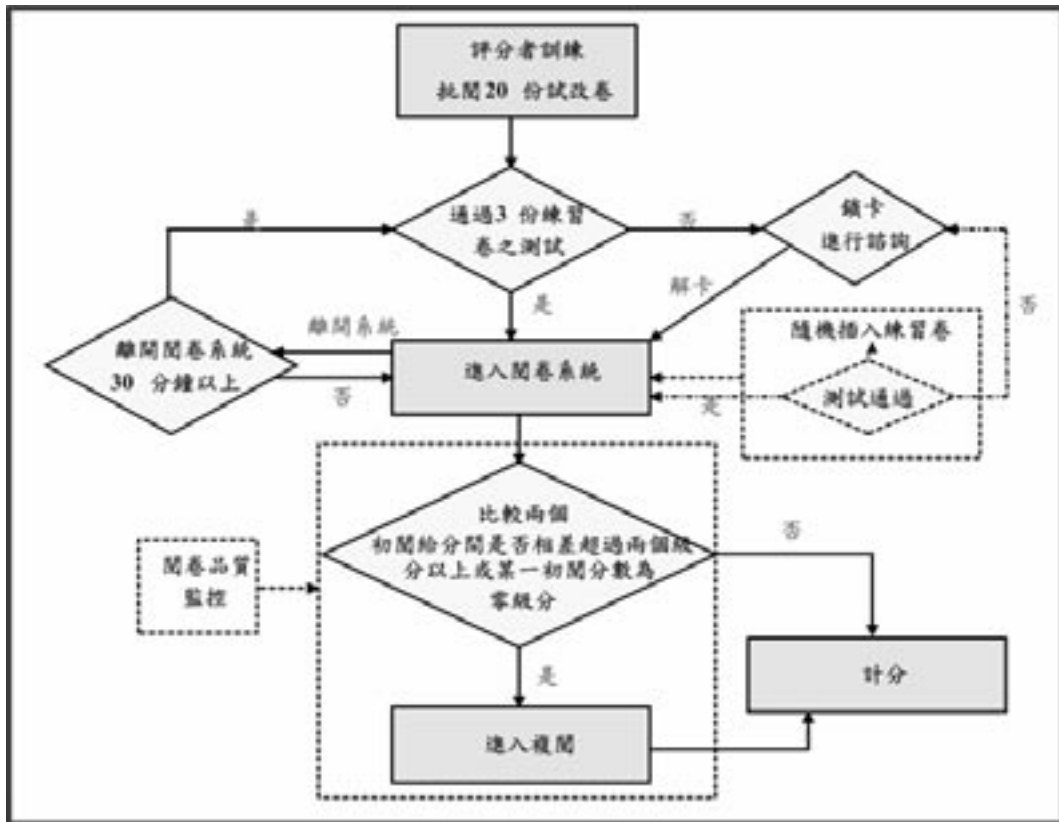 評分者訓練
批閱20 份試改卷
通過3 份練習
卷之測試
是
否
鎖卡
進行諮詢
解卡
否
是
離開系統
離開閱卷系統
30 分鐘以上
否
進入閱卷系統
隨機插入練習卷
測試通過
是
比較兩個
初閱給分間是否相差超過兩個級
分以上或某一初閱分數為
零級分
否
閱卷品質
監控
是
計分
進入複閱